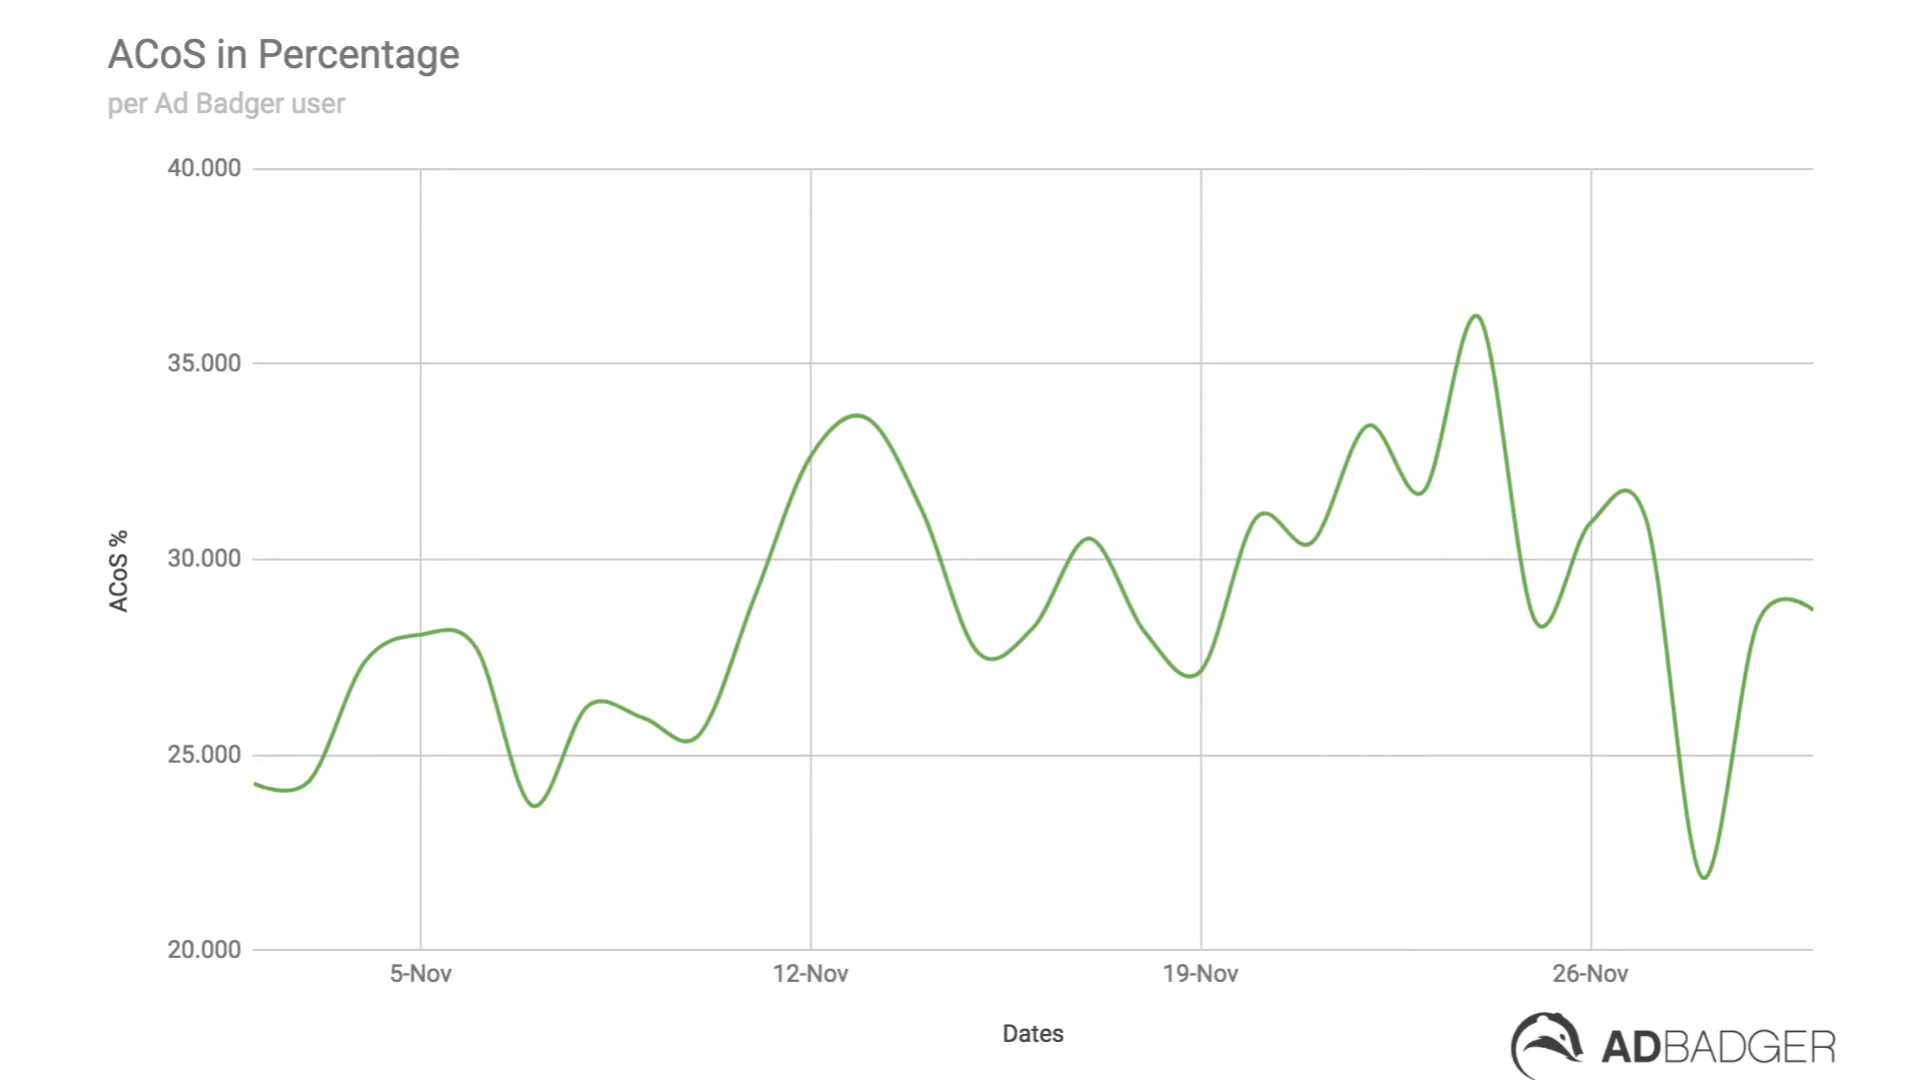 ACoS in Percentage
per Ad Badger user
40.000
35.000
30.000
25.000
20.000
ACoS %
5-Nov
12-Nov
19-Nov
26-Nov
Dates
ADBADGER